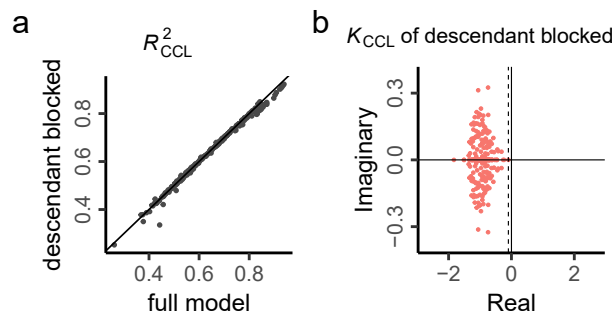 a
R²CCL
descendant blocked
0.8
0.6
0.4
0.4 0.6 0.8
full model
b
KCCL of descendant blocked
Imaginary
0.3
0.0
−0.3
−2 0 2
Real